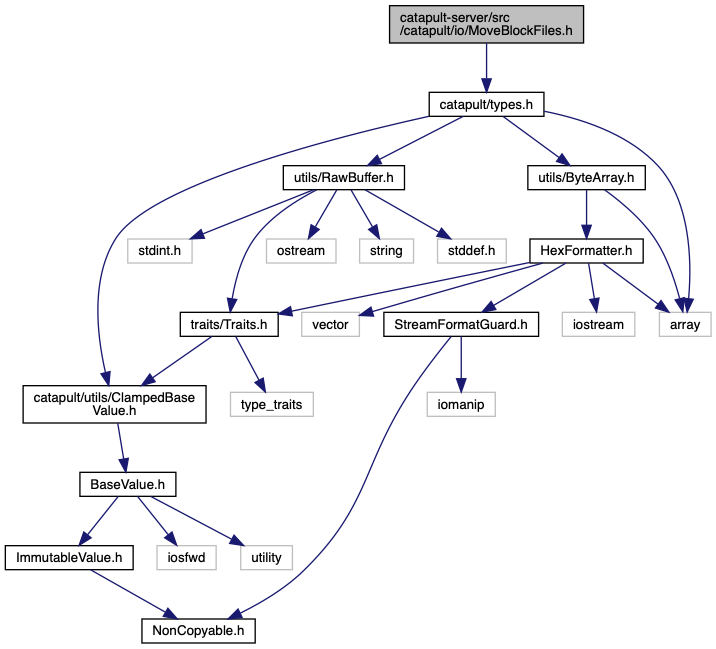 catapult-server/src
/catapult/io/MoveBlockFiles.h
catapult/types.h
utils/RawBuffer.h
utils/ByteArray.h
stdint.h
ostream
string
stddef.h
HexFormatter.h
traits/Traits.h
vector
StreamFormatGuard.h
iostream
array
catapult/utils/ClampedBase
Value.h
type_traits
iomanip
BaseValue.h
ImmutableValue.h
iosfwd
utility
NonCopyable.h